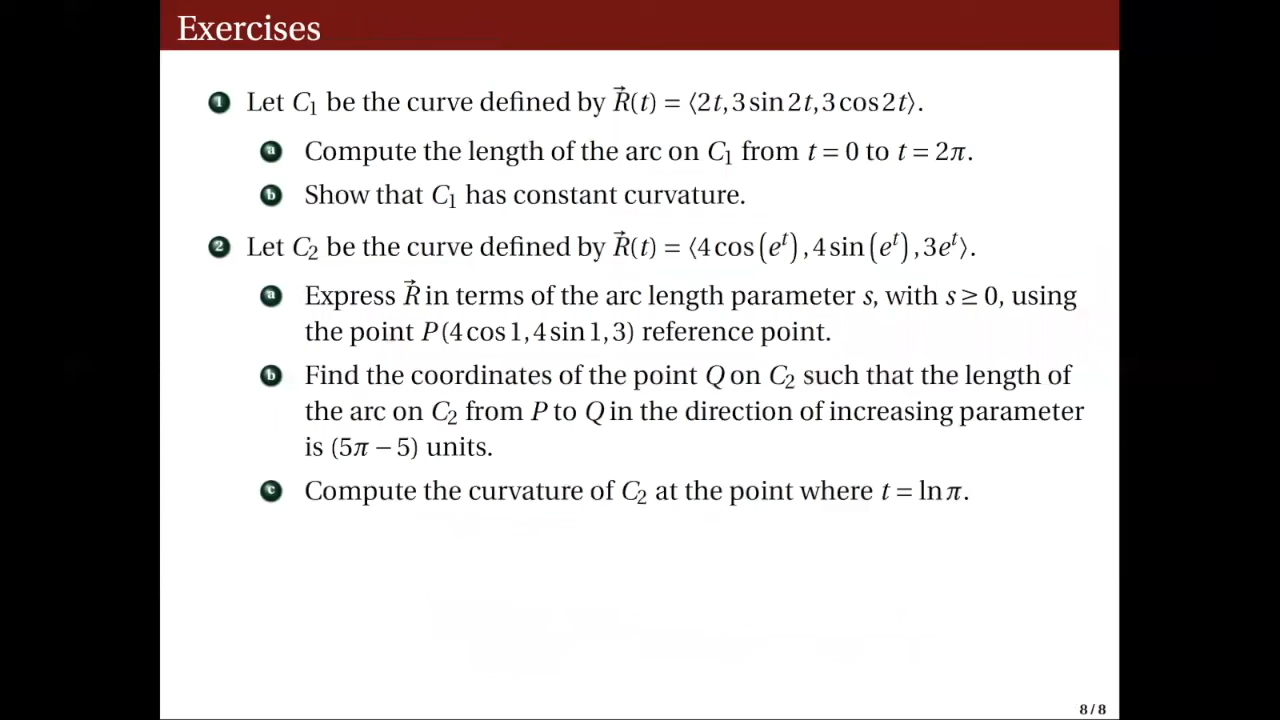 Exercises
1 Let C₁ be the curve defined by R⃗(t) = ⟨2t, 3 sin 2t, 3 cos 2t⟩.
a Compute the length of the arc on C₁ from t = 0 to t = 2π.
b Show that C₁ has constant curvature.
2 Let C₂ be the curve defined by R⃗(t) = ⟨4 cos(eᵗ), 4 sin(eᵗ), 3eᵗ⟩.
a Express R⃗ in terms of the arc length parameter s, with s ≥ 0, using
the point P(4 cos 1, 4 sin 1, 3) reference point.
b Find the coordinates of the point Q on C₂ such that the length of
the arc on C₂ from P to Q in the direction of increasing parameter
is (5π − 5) units.
c Compute the curvature of C₂ at the point where t = ln π.
8 / 8